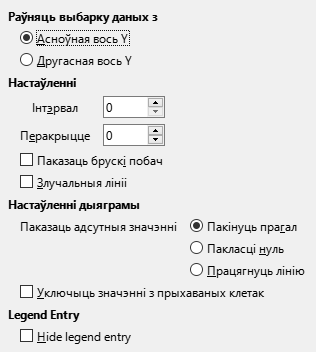 Раўняць выбарку даных з
Асноўная вось Y
Другасная вось Y
Настаўленні
Інтэрвал 0
Перакрыцце 0
Паказаць брускі побач
Злучальныя лініі
Настаўленні дыяграмы
Паказаць адсутныя значэнні Пакінуць прагал
Пакласці нуль
Працягнуць лінію
Уключыць значэнні з прыхаваных клетак
Legend Entry
Hide legend entry